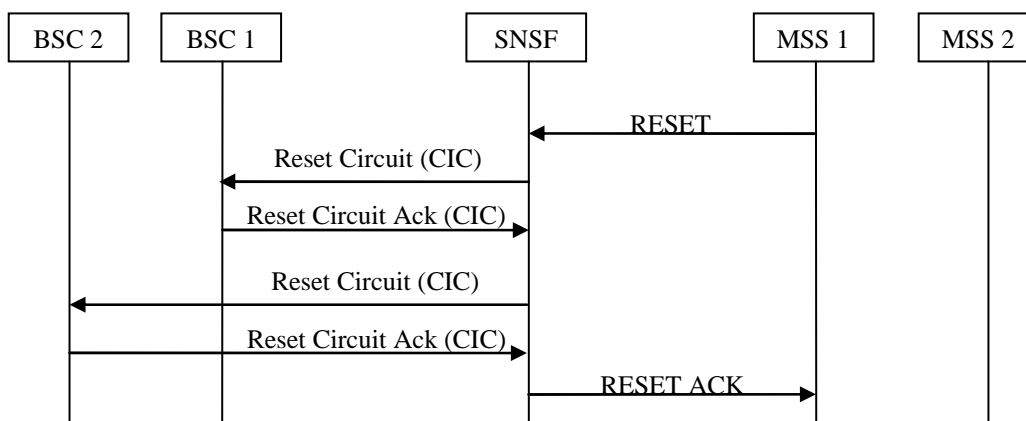 BSC 2
BSC 1
SNSF
MSS 1
MSS 2
RESET
Reset Circuit (CIC)
Reset Circuit Ack (CIC)
Reset Circuit (CIC)
Reset Circuit Ack (CIC)
RESET ACK